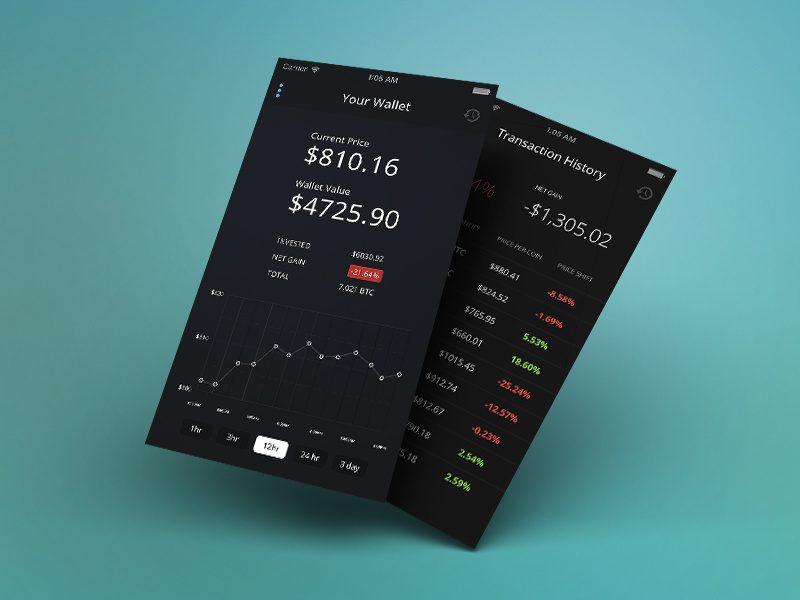 Carrier
1:05 AM
Your Wallet
Current Price
$810.16
Wallet Value
$4725.90
INVESTED $6030.92
NET GAIN -21.64%
TOTAL 7.021 BTC
$820
$810
1hr 3hr 12hr 24 hr 3 day
1:05 AM
Transaction History
4%
NET GAIN
-$1,305.02
PRICE PER COIN PRICE SHIFT
$880.41 -8.58%
$824.52 -1.69%
$765.95 5.53%
$660.01 18.60%
$1015.45 -25.24%
$912.74 -12.57%
$812.67 -0.23%
90.18 2.54%
5.18 2.59%